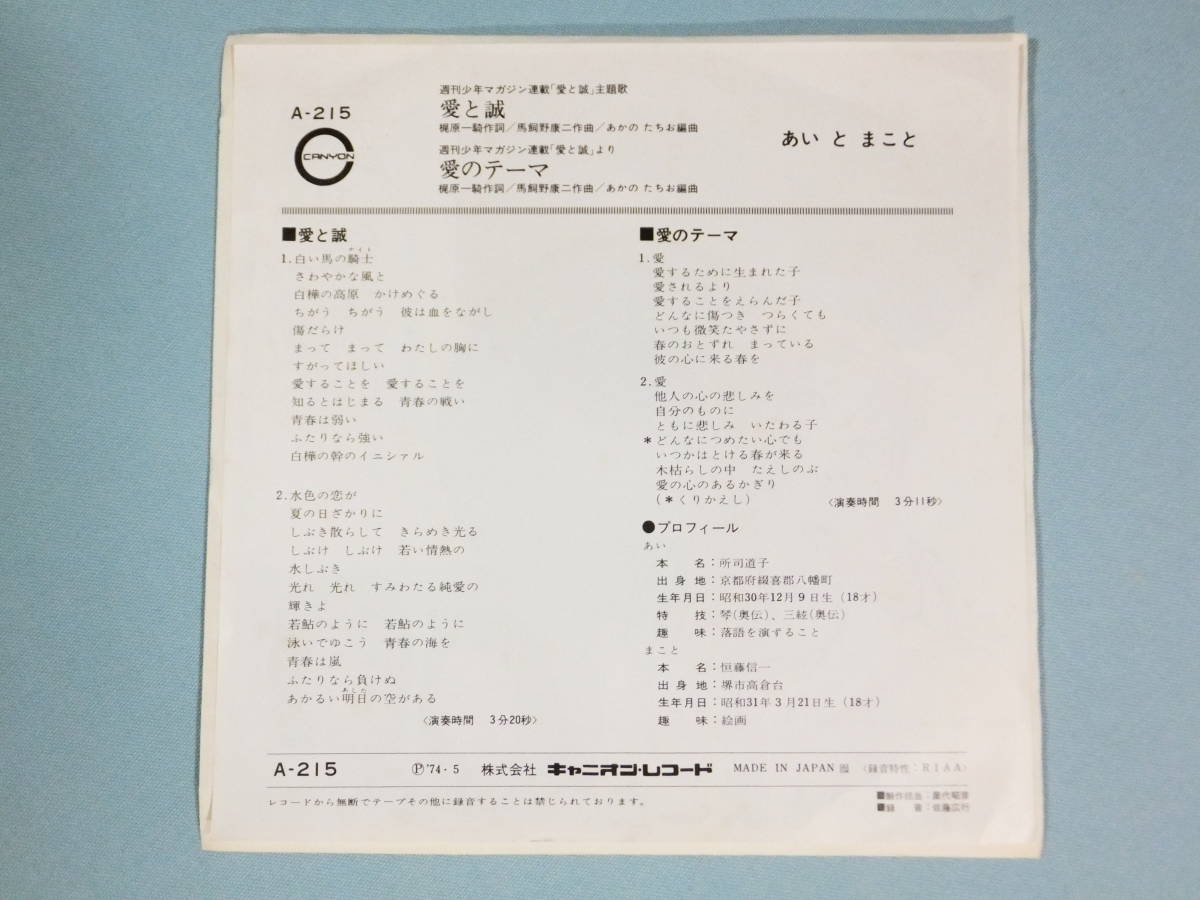 A-215
CANYON
週刊少年マガジン連載「愛と誠」主題歌
愛と誠
梶原一騎作詞／馬飼野康二作曲／あかの たちお編曲
週刊少年マガジン連載「愛と誠」より
愛のテーマ
梶原一騎作詞／馬飼野康二作曲／あかの たちお編曲
あい と まこと
■愛と誠
ナイト
1.白い馬の騎士
さわやかな風と
白樺の高原　かけめぐる
ちがう　ちがう　彼は血をながし
傷だらけ
まって　まって　わたしの胸に
すがってほしい
愛することを　愛することを
知るとはじまる　青春の戦い
青春は弱い
ふたりなら強い
白樺の幹のイニシァル
2.水色の恋が
夏の日ざかりに
しぶき散らして　きらめき光る
しぶけ　しぶけ　若い情熱の
水しぶき
光れ　光れ　すみわたる純愛の
輝きよ
若鮎のように　若鮎のように
泳いでゆこう　青春の海を
青春は嵐
ふたりなら負けぬ
あした
あかるい明日の空がある
〈演奏時間　3分20秒〉
■愛のテーマ
1.愛
愛するために生まれた子
愛されるより
愛することをえらんだ子
どんなに傷つき　つらくても
いつも微笑たやさずに
春のおとずれ　まっている
彼の心に来る春を
2.愛
他人の心の悲しみを
自分のものに
ともに悲しみ　いたわる子
*どんなにつめたい心でも
いつかはとける春が来る
木枯らしの中　たえしのぶ
愛の心のあるかぎり
(*くりかえし)　〈演奏時間　3分11秒〉
●プロフィール
あい
本　名：所司道子
出身地：京都府綴喜郡八幡町
生年月日：昭和30年12月9日生(18才)
特　技：琴(奥伝)、三絃(奥伝)
趣　味：落語を演ずること
まこと
本　名：恒藤信一
出身地：堺市高倉台
生年月日：昭和31年3月21日生(18才)
趣　味：絵画
A-215　Ⓟ'74・5　株式会社 キャニオン・レコード　MADE IN JAPAN　〈録音特性：RIAA〉
レコードから無断でテープその他に録音することは禁じられております。
■制作担当：
■録　音：